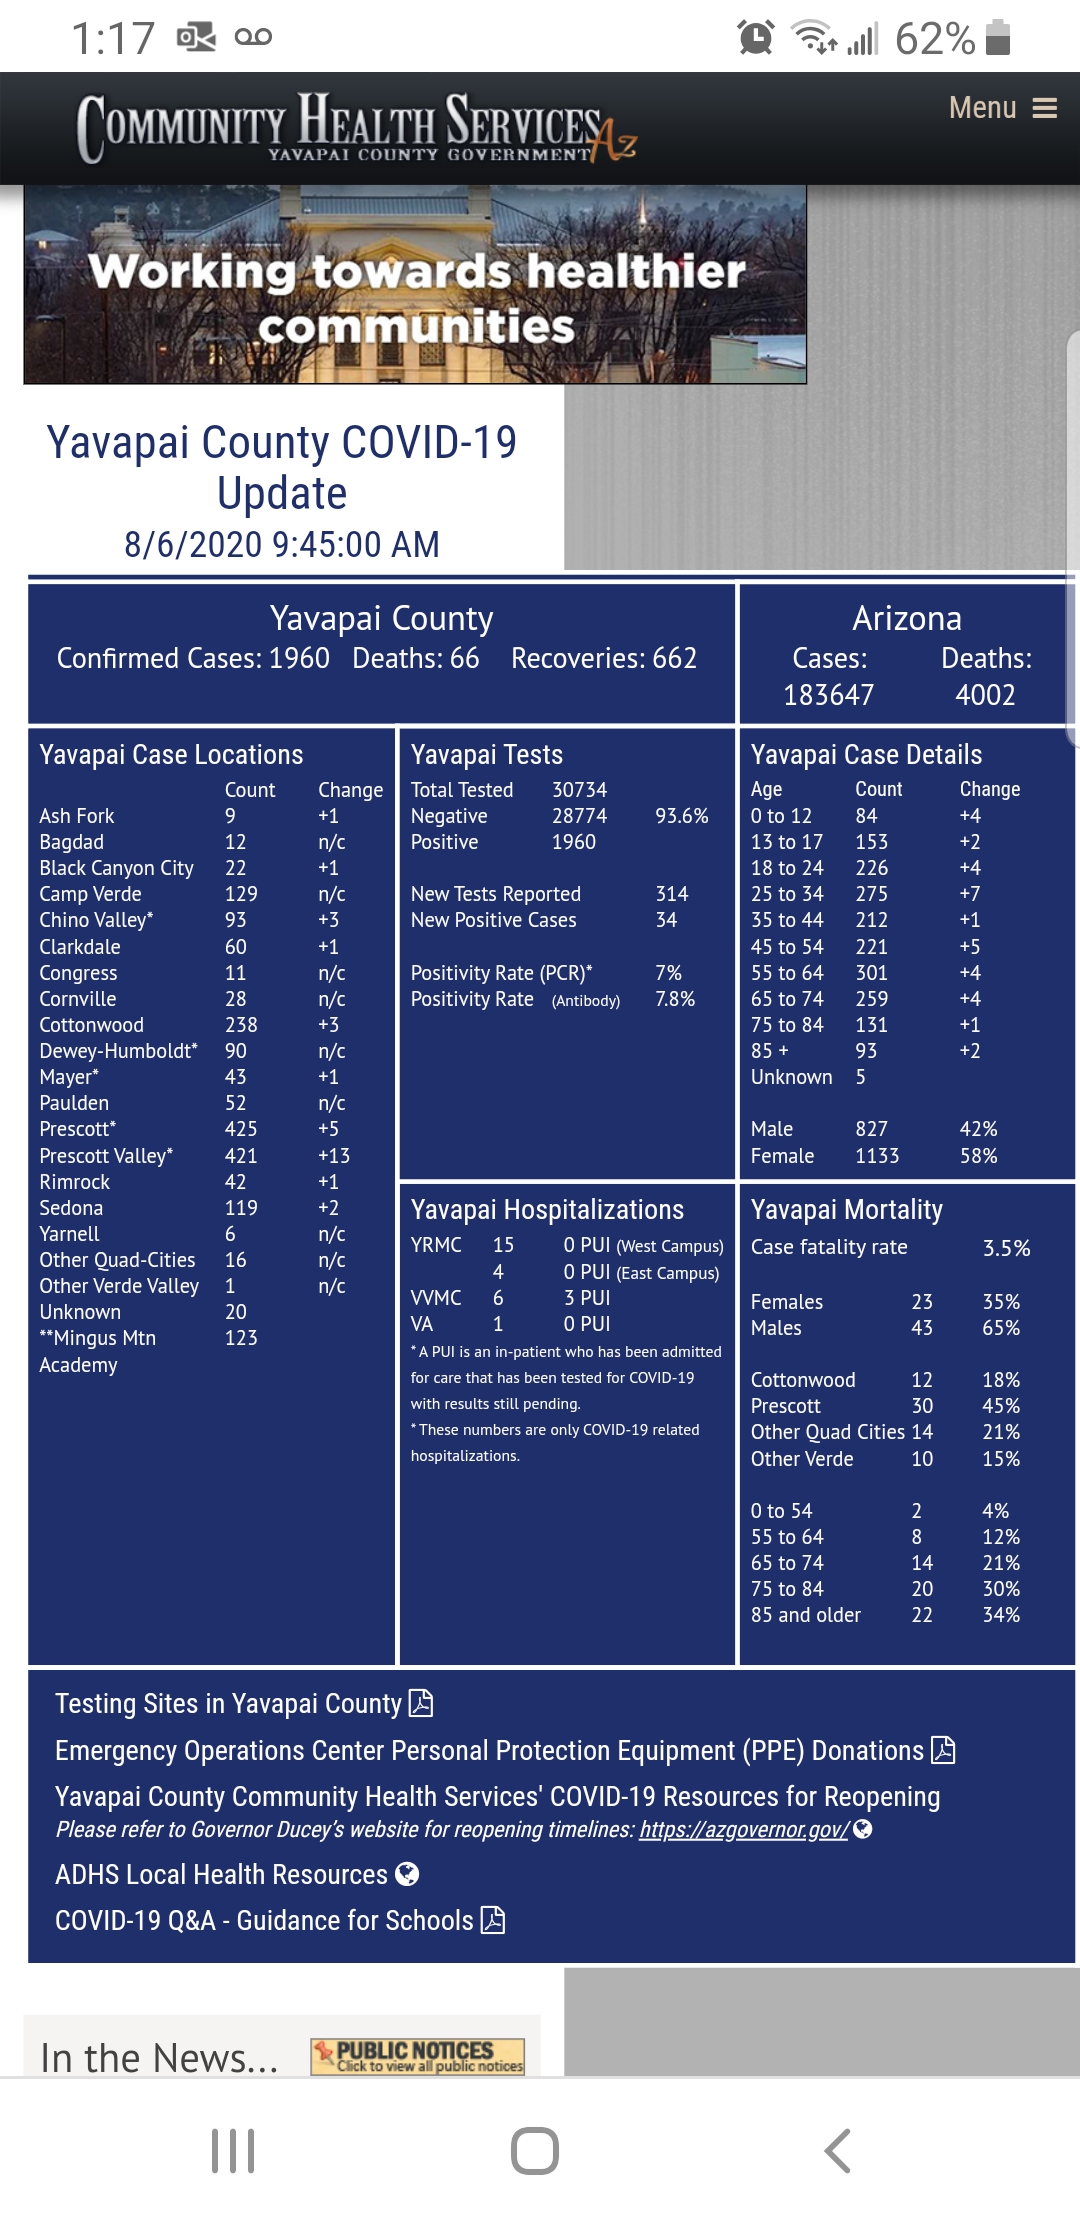 1:17
62%
COMMUNITY HEALTH SERVICES Az
YAVAPAI COUNTY GOVERNMENT
Menu
Working towards healthier
communities
Yavapai County COVID-19
Update
8/6/2020 9:45:00 AM
Yavapai County
Confirmed Cases: 1960 Deaths: 66 Recoveries: 662
Arizona
Cases: Deaths:
183647 4002
Yavapai Case Locations
Count Change
Ash Fork 9 +1
Bagdad 12 n/c
Black Canyon City 22 +1
Camp Verde 129 n/c
Chino Valley* 93 +3
Clarkdale 60 +1
Congress 11 n/c
Cornville 28 n/c
Cottonwood 238 +3
Dewey-Humboldt* 90 n/c
Mayer* 43 +1
Paulden 52 n/c
Prescott* 425 +5
Prescott Valley* 421 +13
Rimrock 42 +1
Sedona 119 +2
Yarnell 6 n/c
Other Quad-Cities 16 n/c
Other Verde Valley 1 n/c
Unknown 20
**Mingus Mtn 123
Academy
Yavapai Tests
Total Tested 30734
Negative 28774 93.6%
Positive 1960
New Tests Reported 314
New Positive Cases 34
Positivity Rate (PCR)* 7%
Positivity Rate (Antibody) 7.8%
Yavapai Case Details
Age Count Change
0 to 12 84 +4
13 to 17 153 +2
18 to 24 226 +4
25 to 34 275 +7
35 to 44 212 +1
45 to 54 221 +5
55 to 64 301 +4
65 to 74 259 +4
75 to 84 131 +1
85 + 93 +2
Unknown 5
Male 827 42%
Female 1133 58%
Yavapai Hospitalizations
YRMC 15 0 PUI (West Campus)
4 0 PUI (East Campus)
VVMC 6 3 PUI
VA 1 0 PUI
* A PUI is an in-patient who has been admitted
for care that has been tested for COVID-19
with results still pending.
* These numbers are only COVID-19 related
hospitalizations.
Yavapai Mortality
Case fatality rate 3.5%
Females 23 35%
Males 43 65%
Cottonwood 12 18%
Prescott 30 45%
Other Quad Cities 14 21%
Other Verde 10 15%
0 to 54 2 4%
55 to 64 8 12%
65 to 74 14 21%
75 to 84 20 30%
85 and older 22 34%
Testing Sites in Yavapai County
Emergency Operations Center Personal Protection Equipment (PPE) Donations
Yavapai County Community Health Services' COVID-19 Resources for Reopening
Please refer to Governor Ducey's website for reopening timelines: https://azgovernor.gov/
ADHS Local Health Resources
COVID-19 Q&A - Guidance for Schools
In the News...
PUBLIC NOTICES
Click to view all public notices